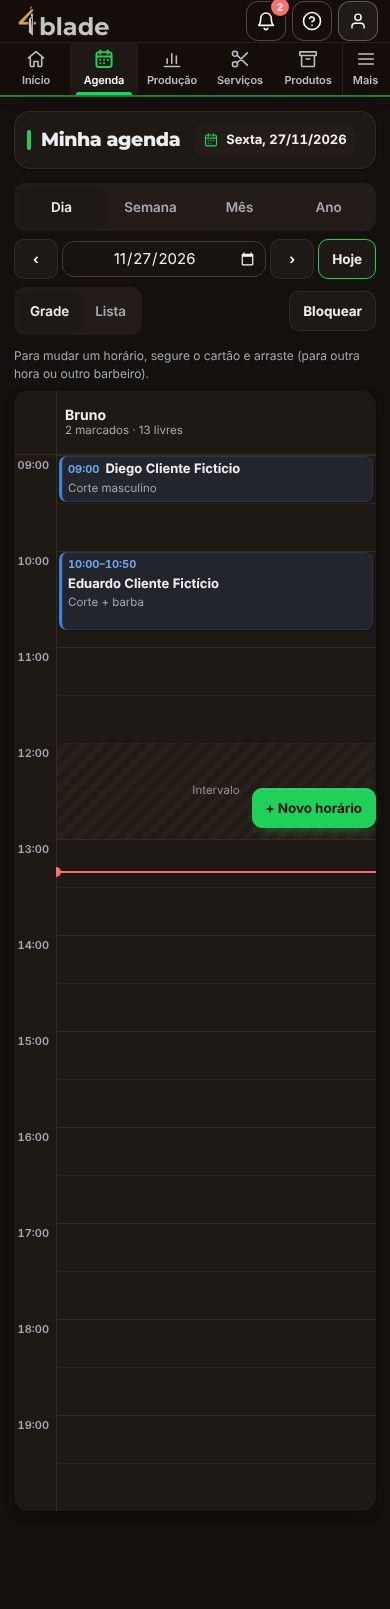 4blade
2
Início
Agenda
Produção
Serviços
Produtos
Mais
Minha agenda
Sexta, 27/11/2026
Dia
Semana
Mês
Ano
‹
11/27/2026
›
Hoje
Grade
Lista
Bloquear
Para mudar um horário, segure o cartão e arraste (para outra
hora ou outro barbeiro).
Bruno
2 marcados · 13 livres
09:00
09:00 Diego Cliente Fictício
Corte masculino
10:00
10:00–10:50
Eduardo Cliente Fictício
Corte + barba
11:00
12:00
Intervalo
+ Novo horário
13:00
14:00
15:00
16:00
17:00
18:00
19:00